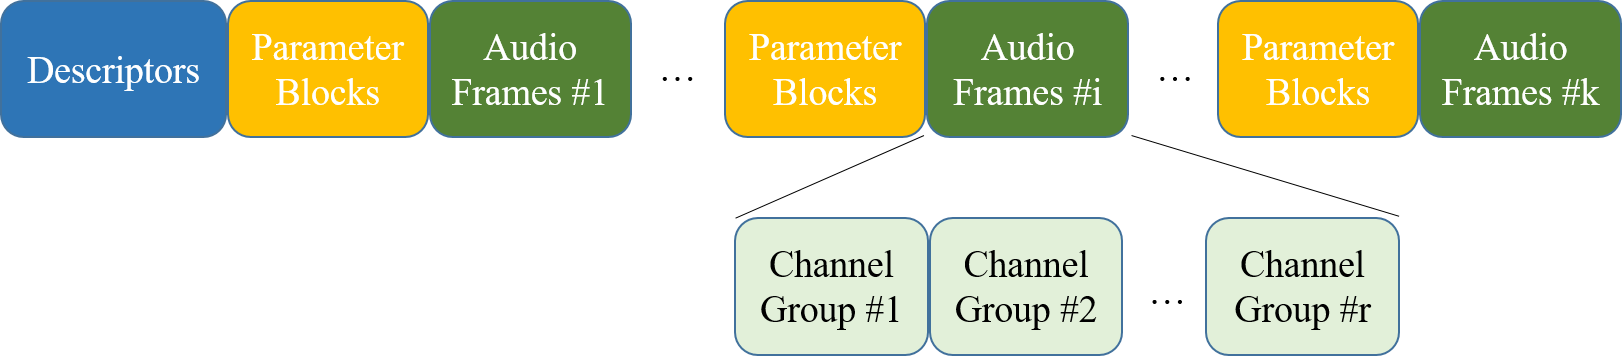 Descriptors
Parameter
Blocks
Audio
Frames #1
...
Parameter
Blocks
Audio
Frames #i
...
Parameter
Blocks
Audio
Frames #k
Channel
Group #1
Channel
Group #2
...
Channel
Group #r